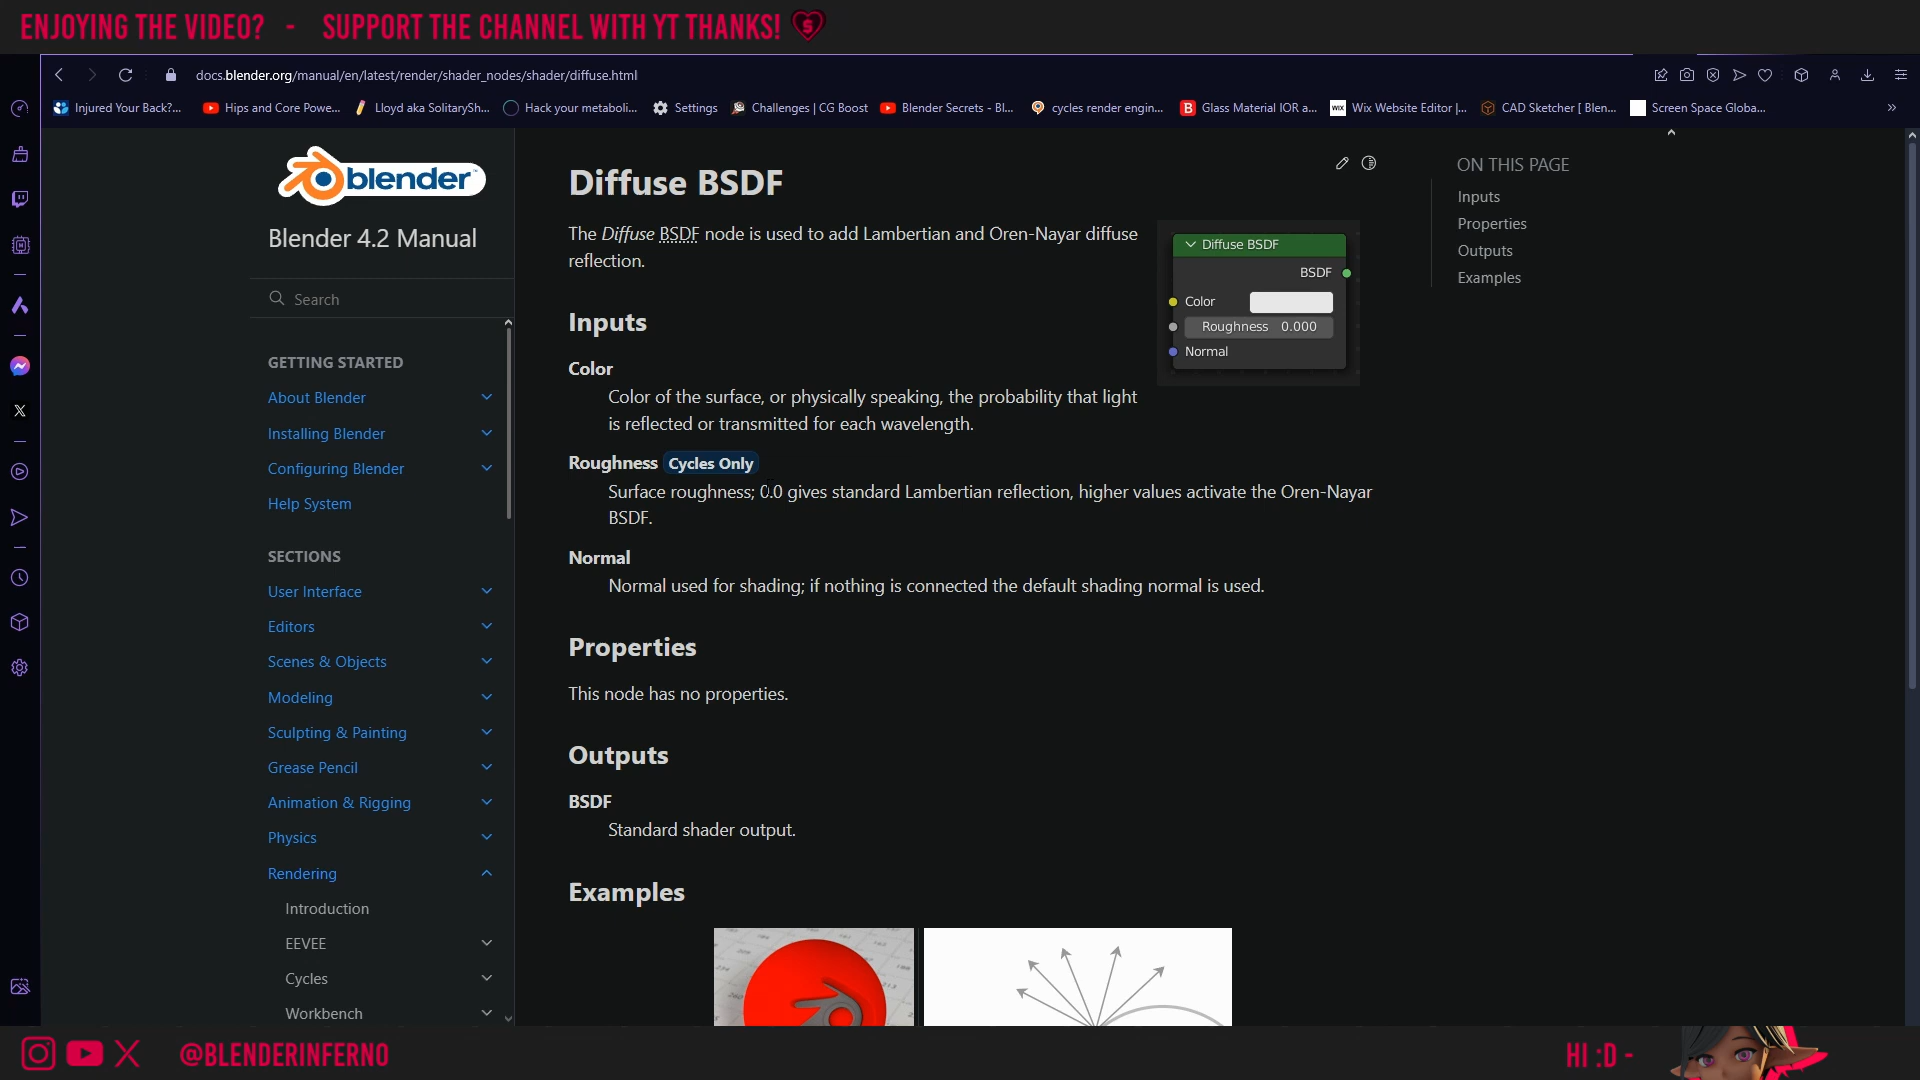 ENJOYING THE VIDEO? - SUPPORT THE CHANNEL WITH YT THANKS!
docs.blender.org/manual/en/latest/render/shader_nodes/shader/diffuse.html
Injured Your Back?...
Hips and Core Powe...
Lloyd aka SolitarySh...
Hack your metaboli...
Settings
Challenges | CG Boost
Blender Secrets - Bl...
cycles render engin...
Glass Material IOR a...
WIX
Wix Website Editor |...
CAD Sketcher [ Blen...
Screen Space Globa...
blender
Blender 4.2 Manual
Search
GETTING STARTED
About Blender
Installing Blender
Configuring Blender
Help System
SECTIONS
User Interface
Editors
Scenes & Objects
Modeling
Sculpting & Painting
Grease Pencil
Animation & Rigging
Physics
Rendering
Introduction
EEVEE
Cycles
Workbench
Diffuse BSDF
The Diffuse BSDF node is used to add Lambertian and Oren-Nayar diffuse
reflection.
Diffuse BSDF
BSDF
Color
Roughness 0.000
Normal
Inputs
Color
Color of the surface, or physically speaking, the probability that light
is reflected or transmitted for each wavelength.
Roughness Cycles Only
Surface roughness; 0.0 gives standard Lambertian reflection, higher values activate the Oren-Nayar
BSDF.
Normal
Normal used for shading; if nothing is connected the default shading normal is used.
Properties
This node has no properties.
Outputs
BSDF
Standard shader output.
Examples
ON THIS PAGE
Inputs
Properties
Outputs
Examples
@BLENDERINFERNO
HI :D -